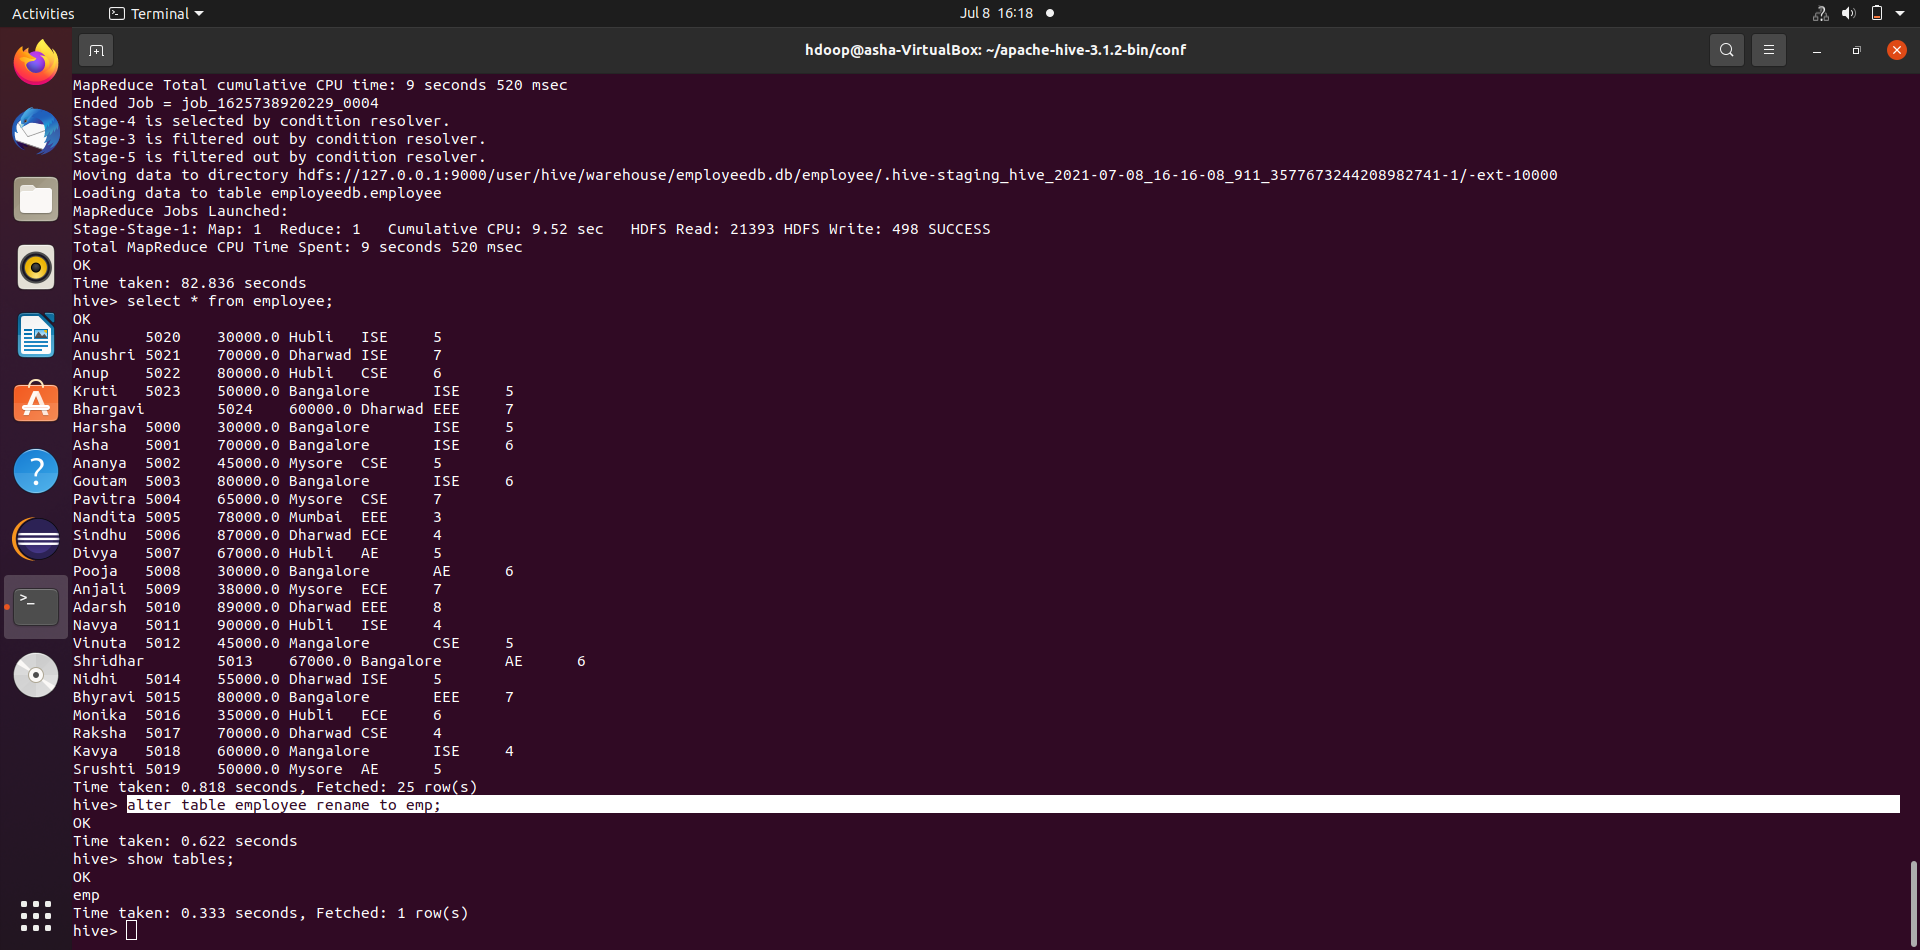 Activities Terminal Jul 8 16:18
hdoop@asha-VirtualBox: ~/apache-hive-3.1.2-bin/conf
MapReduce Total cumulative CPU time: 9 seconds 520 msec
Ended Job = job_1625738920229_0004
Stage-4 is selected by condition resolver.
Stage-3 is filtered out by condition resolver.
Stage-5 is filtered out by condition resolver.
Moving data to directory hdfs://127.0.0.1:9000/user/hive/warehouse/employeedb.db/employee/.hive-staging_hive_2021-07-08_16-16-08_911_3577673244208982741-1/-ext-10000
Loading data to table employeedb.employee
MapReduce Jobs Launched:
Stage-Stage-1: Map: 1  Reduce: 1   Cumulative CPU: 9.52 sec   HDFS Read: 21393 HDFS Write: 498 SUCCESS
Total MapReduce CPU Time Spent: 9 seconds 520 msec
OK
Time taken: 82.836 seconds
hive> select * from employee;
OK
Anu     5020    30000.0 Hubli   ISE     5
Anushri 5021    70000.0 Dharwad ISE     7
Anup    5022    80000.0 Hubli   CSE     6
Kruti   5023    50000.0 Bangalore       ISE     5
Bhargavi        5024    60000.0 Dharwad EEE     7
Harsha  5000    30000.0 Bangalore       ISE     5
Asha    5001    70000.0 Bangalore       ISE     6
Ananya  5002    45000.0 Mysore  CSE     5
Goutam  5003    80000.0 Bangalore       ISE     6
Pavitra 5004    65000.0 Mysore  CSE     7
Nandita 5005    78000.0 Mumbai  EEE     3
Sindhu  5006    87000.0 Dharwad ECE     4
Divya   5007    67000.0 Hubli   AE      5
Pooja   5008    30000.0 Bangalore       AE      6
Anjali  5009    38000.0 Mysore  ECE     7
Adarsh  5010    89000.0 Dharwad EEE     8
Navya   5011    90000.0 Hubli   ISE     4
Vinuta  5012    45000.0 Mangalore       CSE     5
Shridhar        5013    67000.0 Bangalore       AE      6
Nidhi   5014    55000.0 Dharwad ISE     5
Bhyravi 5015    80000.0 Bangalore       EEE     7
Monika  5016    35000.0 Hubli   ECE     6
Raksha  5017    70000.0 Dharwad CSE     4
Kavya   5018    60000.0 Mangalore       ISE     4
Srushti 5019    50000.0 Mysore  AE      5
Time taken: 0.818 seconds, Fetched: 25 row(s)
hive> alter table employee rename to emp;
OK
Time taken: 0.622 seconds
hive> show tables;
OK
emp
Time taken: 0.333 seconds, Fetched: 1 row(s)
hive>